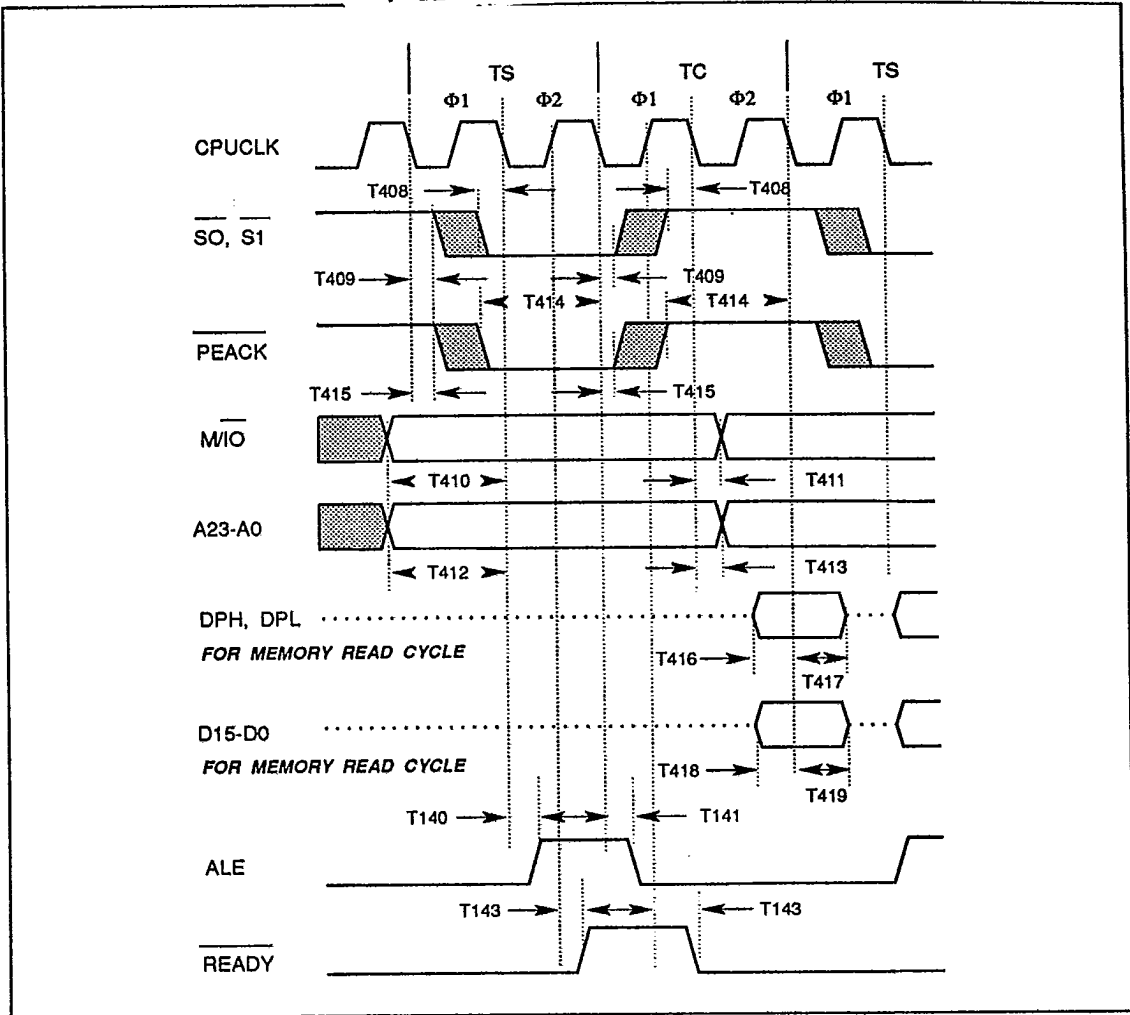 TS TC TS
Φ1 Φ2 Φ1 Φ2 Φ1
CPUCLK
T408 T408
SO, S1
T409 T409
T414 T414
PEACK
T415 T415
M/IO
T410 T411
A23-A0
T412 T413
DPH, DPL
FOR MEMORY READ CYCLE
T416
T417
D15-D0
FOR MEMORY READ CYCLE
T418
T419
T140 T141
ALE
T143 T143
READY